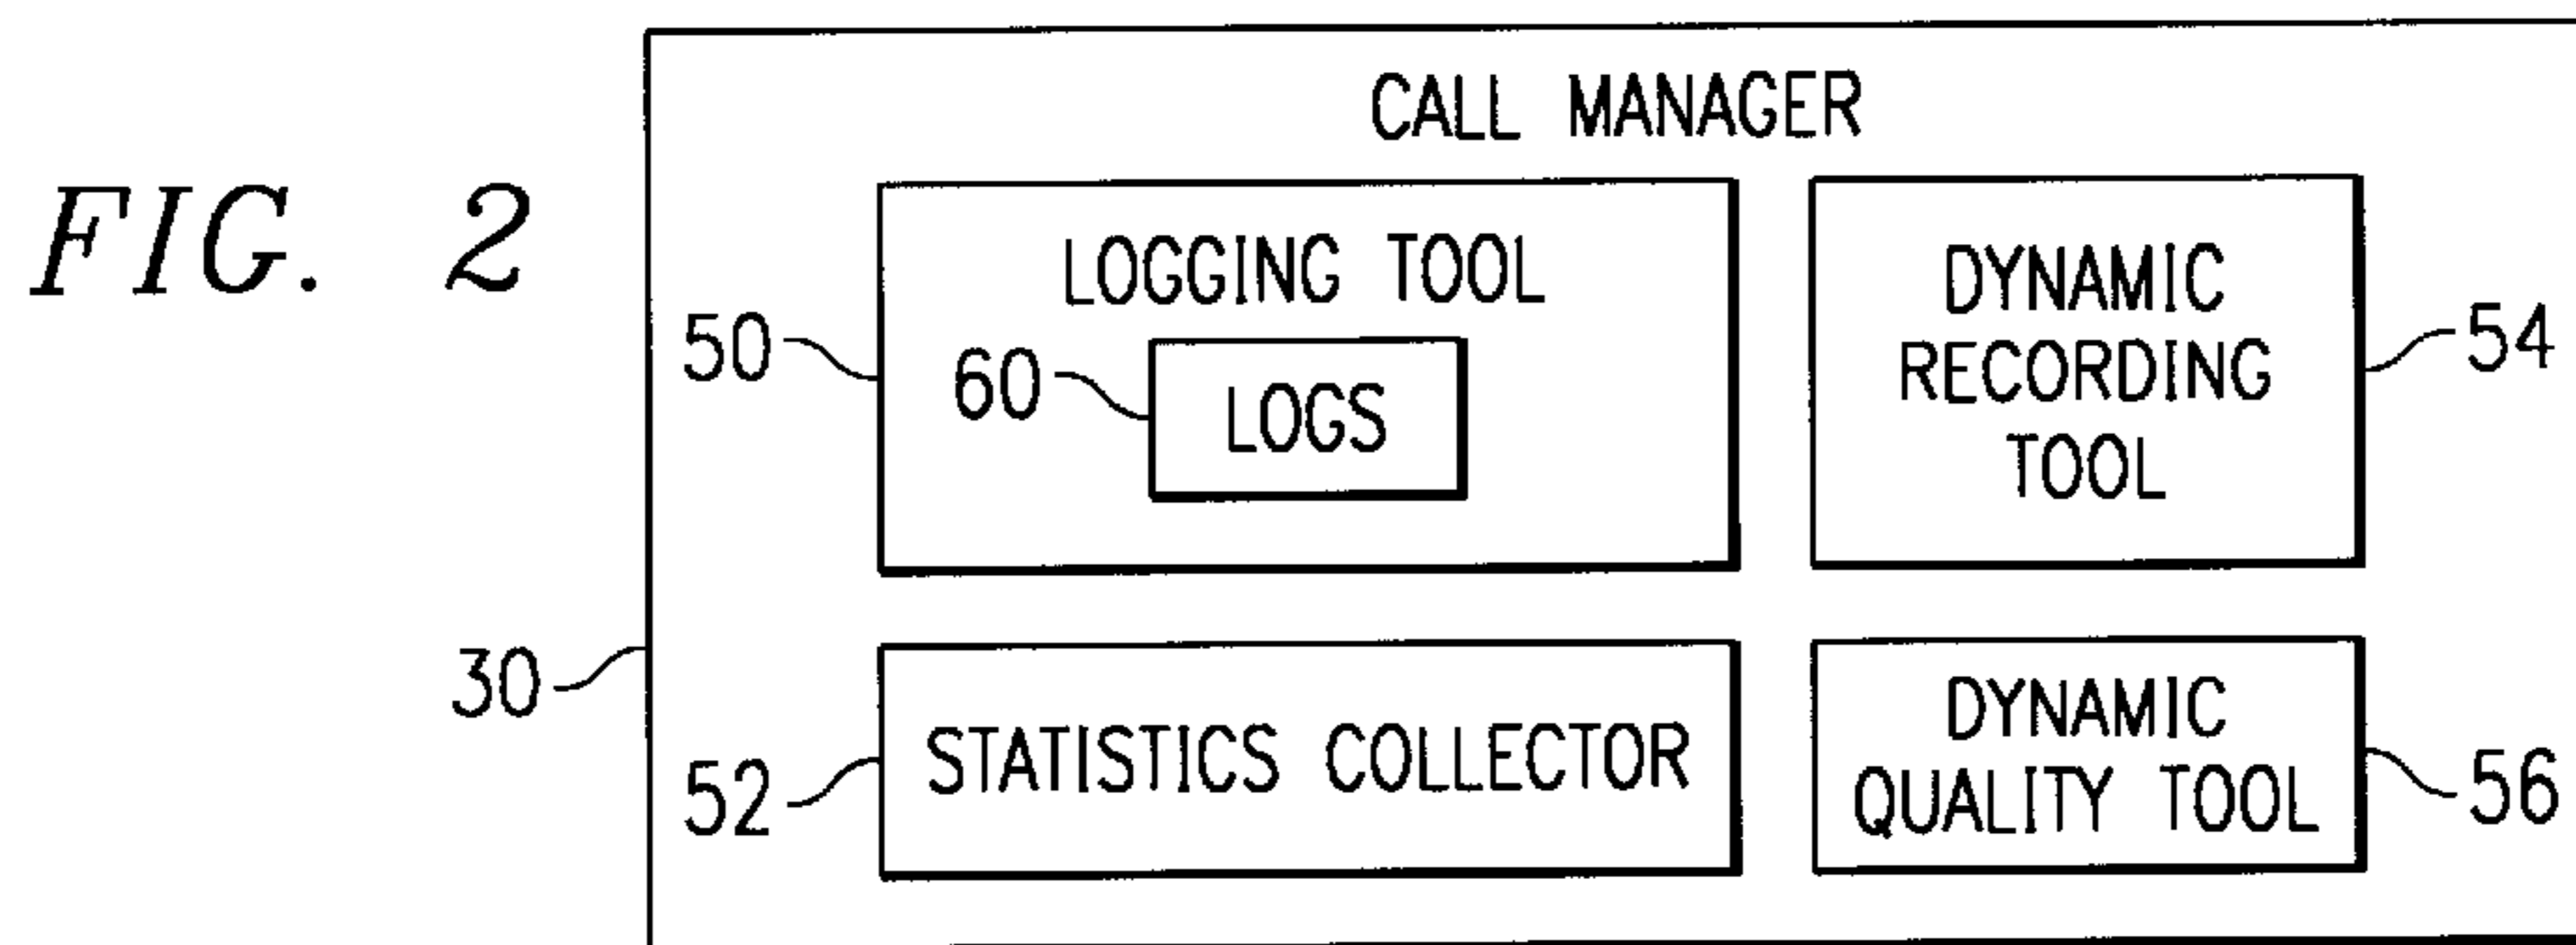 FIG. 2
CALL MANAGER
LOGGING TOOL
50
60
LOGS
DYNAMIC
RECORDING
TOOL
54
30
52
STATISTICS COLLECTOR
DYNAMIC
QUALITY TOOL
56